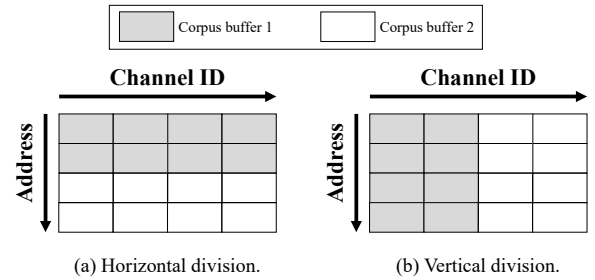 Corpus buffer 1 Corpus buffer 2
Channel ID Channel ID
Address Address
(a) Horizontal division. (b) Vertical division.